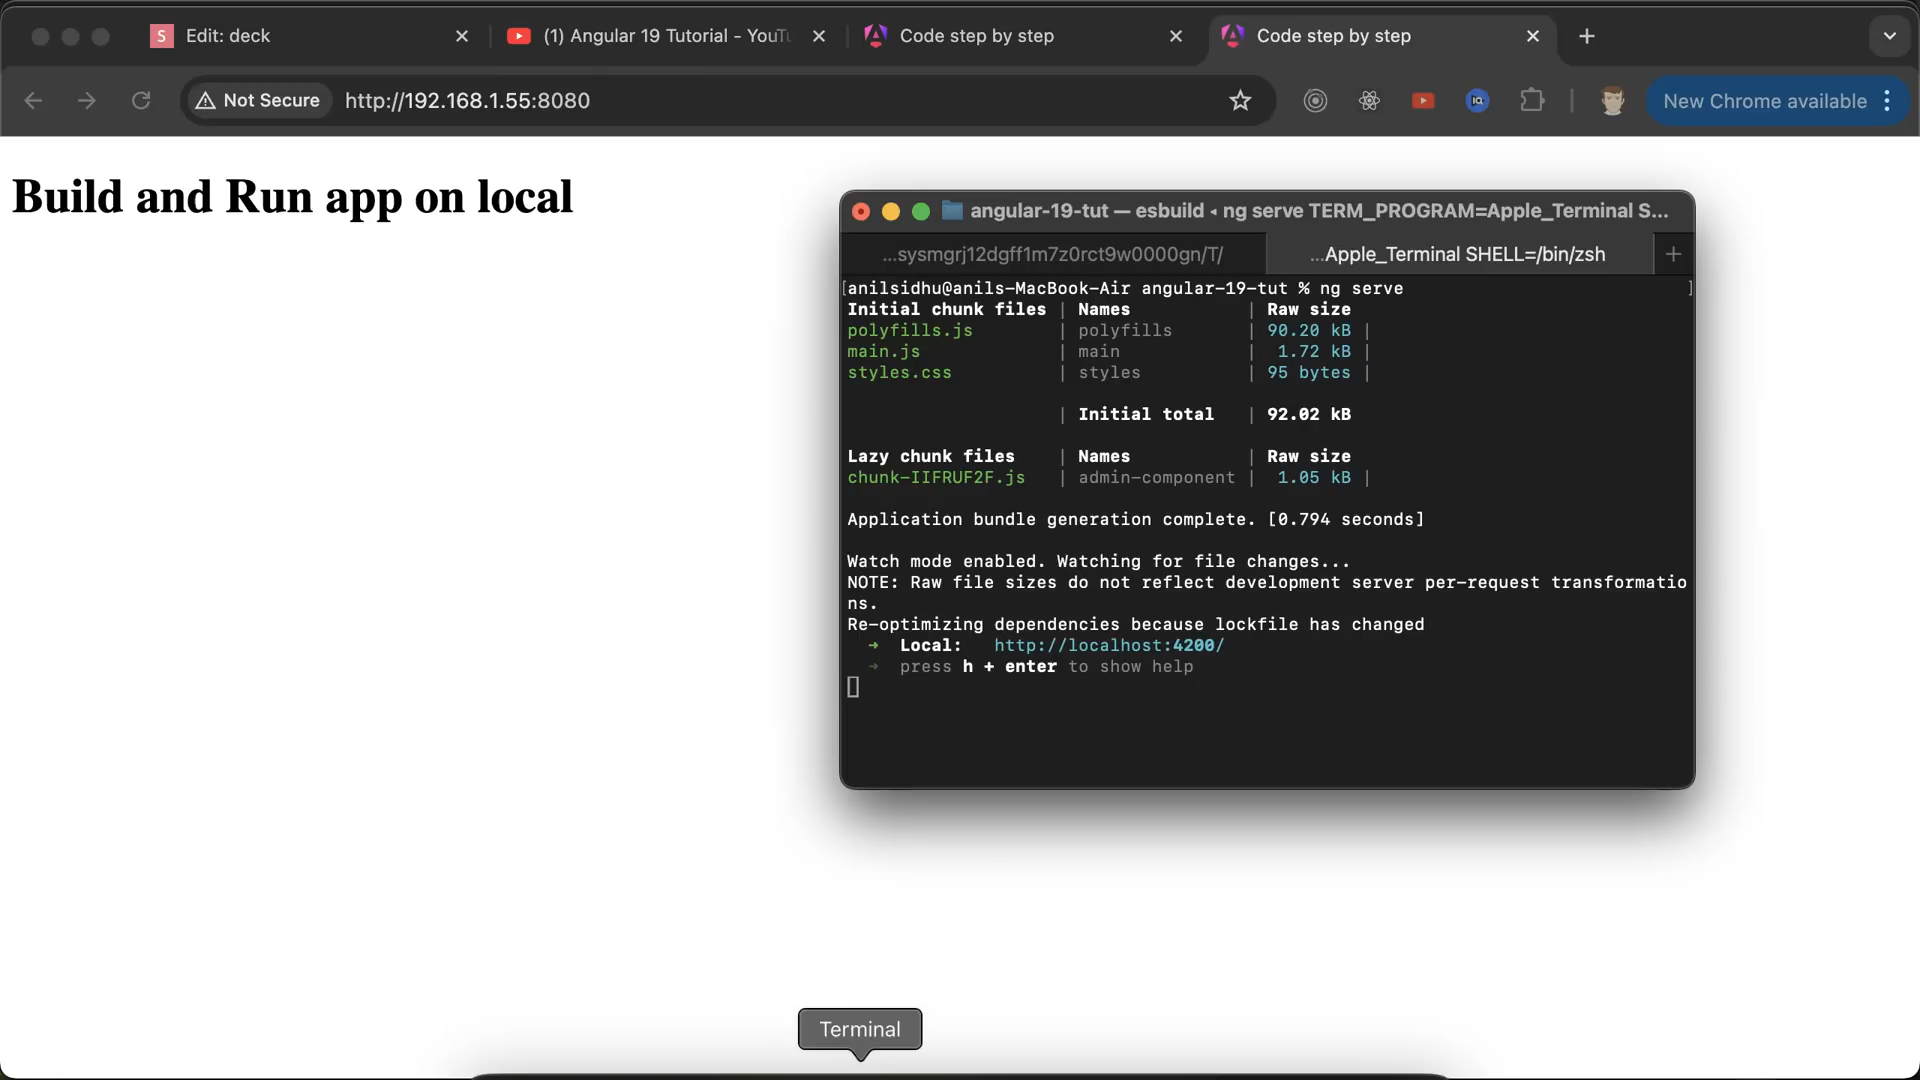 S Edit: deck
(1) Angular 19 Tutorial - YouTu
Code step by step
Code step by step
Not Secure http://192.168.1.55:8080
IQ
New Chrome available
Build and Run app on local
angular-19-tut — esbuild ◂ ng serve TERM_PROGRAM=Apple_Terminal S...
...sysmgrj12dgff1m7z0rct9w0000gn/T/ ...Apple_Terminal SHELL=/bin/zsh +
[anilsidhu@anils-MacBook-Air angular-19-tut % ng serve ]
Initial chunk files | Names | Raw size
polyfills.js | polyfills | 90.20 kB |
main.js | main | 1.72 kB |
styles.css | styles | 95 bytes |
| Initial total | 92.02 kB
Lazy chunk files | Names | Raw size
chunk-IIFRUF2F.js | admin-component | 1.05 kB |
Application bundle generation complete. [0.794 seconds]
Watch mode enabled. Watching for file changes...
NOTE: Raw file sizes do not reflect development server per-request transformatio
ns.
Re-optimizing dependencies because lockfile has changed
➜ Local: http://localhost:4200/
➜ press h + enter to show help
Terminal